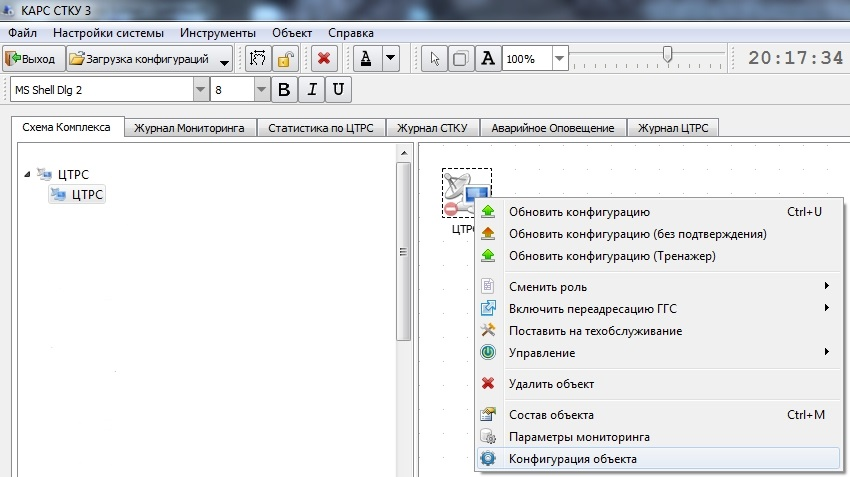 КАРС СТКУ 3
Файл Настройки системы Инструменты Объект Справка
Выход Загрузка конфигураций A A 100% 20:17:34
MS Shell Dlg 2 8 B I U
Схема Комплекса Журнал Мониторинга Статистика по ЦТРС Журнал СТКУ Аварийное Оповещение Журнал ЦТРС
ЦТРС
ЦТРС
ЦТРС
Обновить конфигурацию Ctrl+U
Обновить конфигурацию (без подтверждения)
Обновить конфигурацию (Тренажер)
Сменить роль
Включить переадресацию ГГС
Поставить на техобслуживание
Управление
Удалить объект
Состав объекта Ctrl+M
Параметры мониторинга
Конфигурация объекта